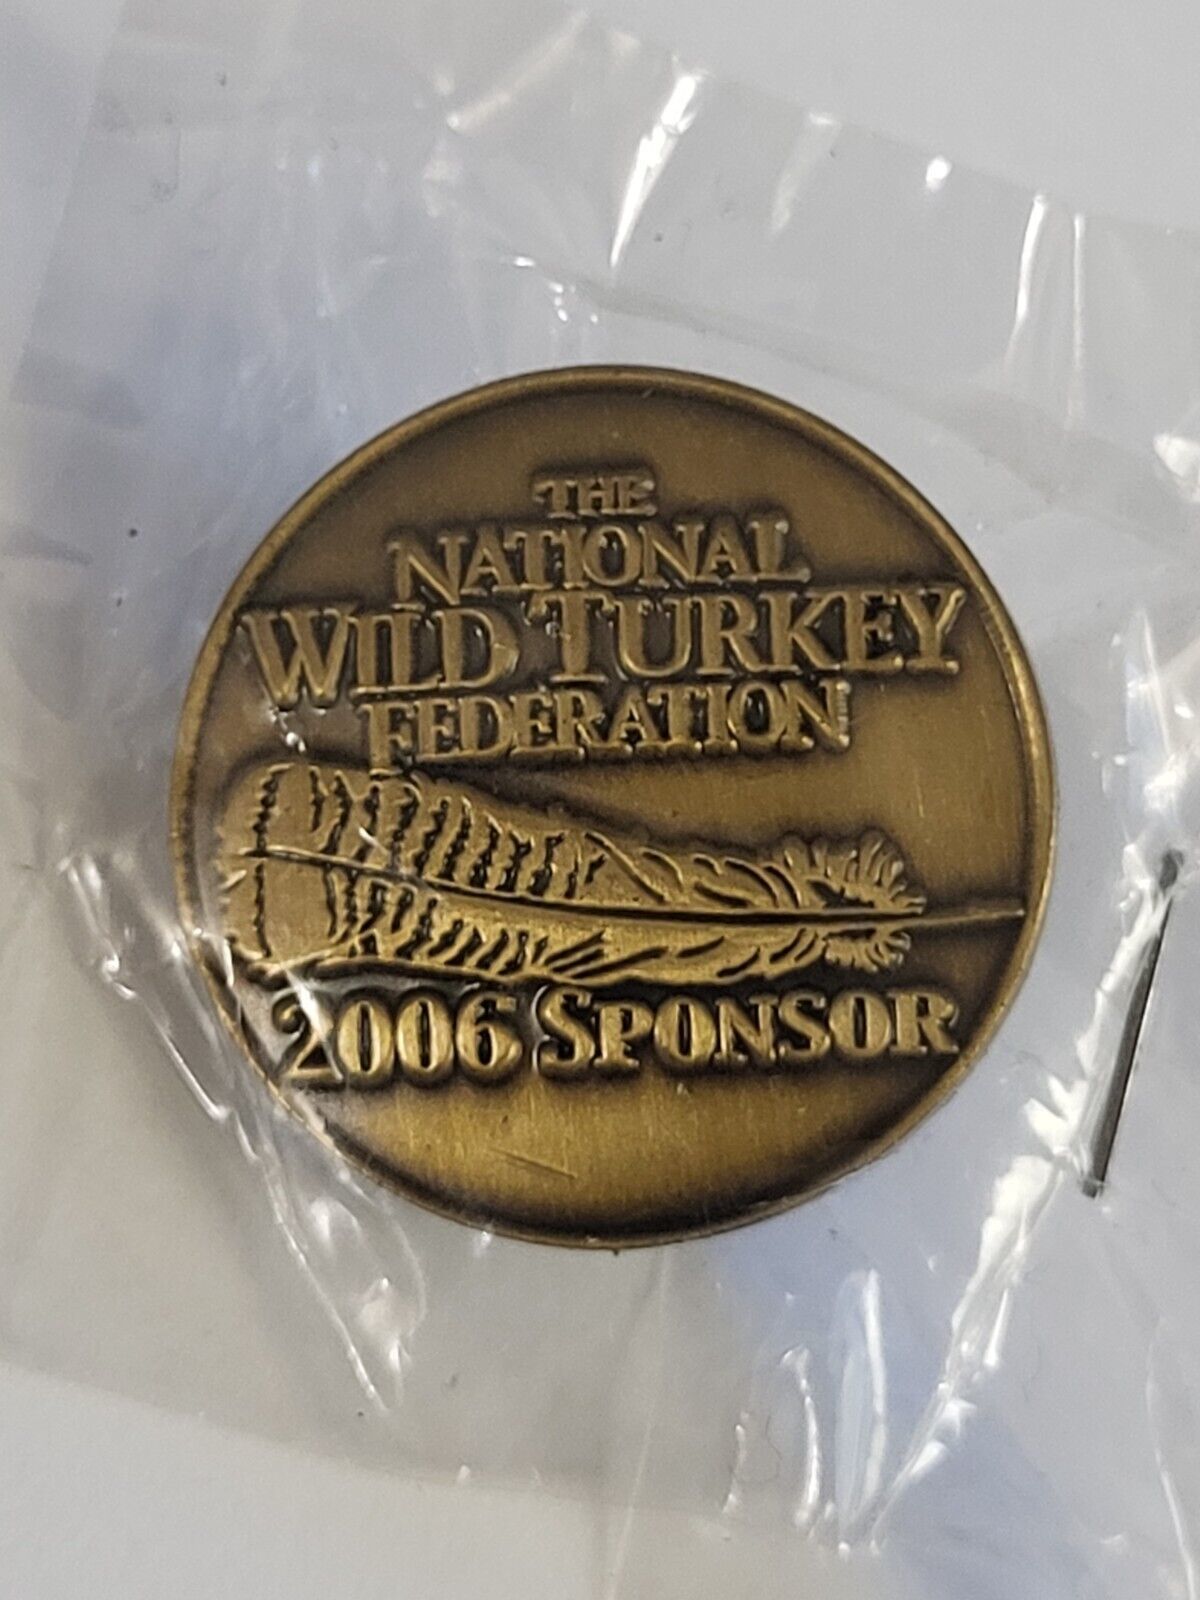 THE
NATIONAL
WILD TURKEY
FEDERATION
2006 SPONSOR